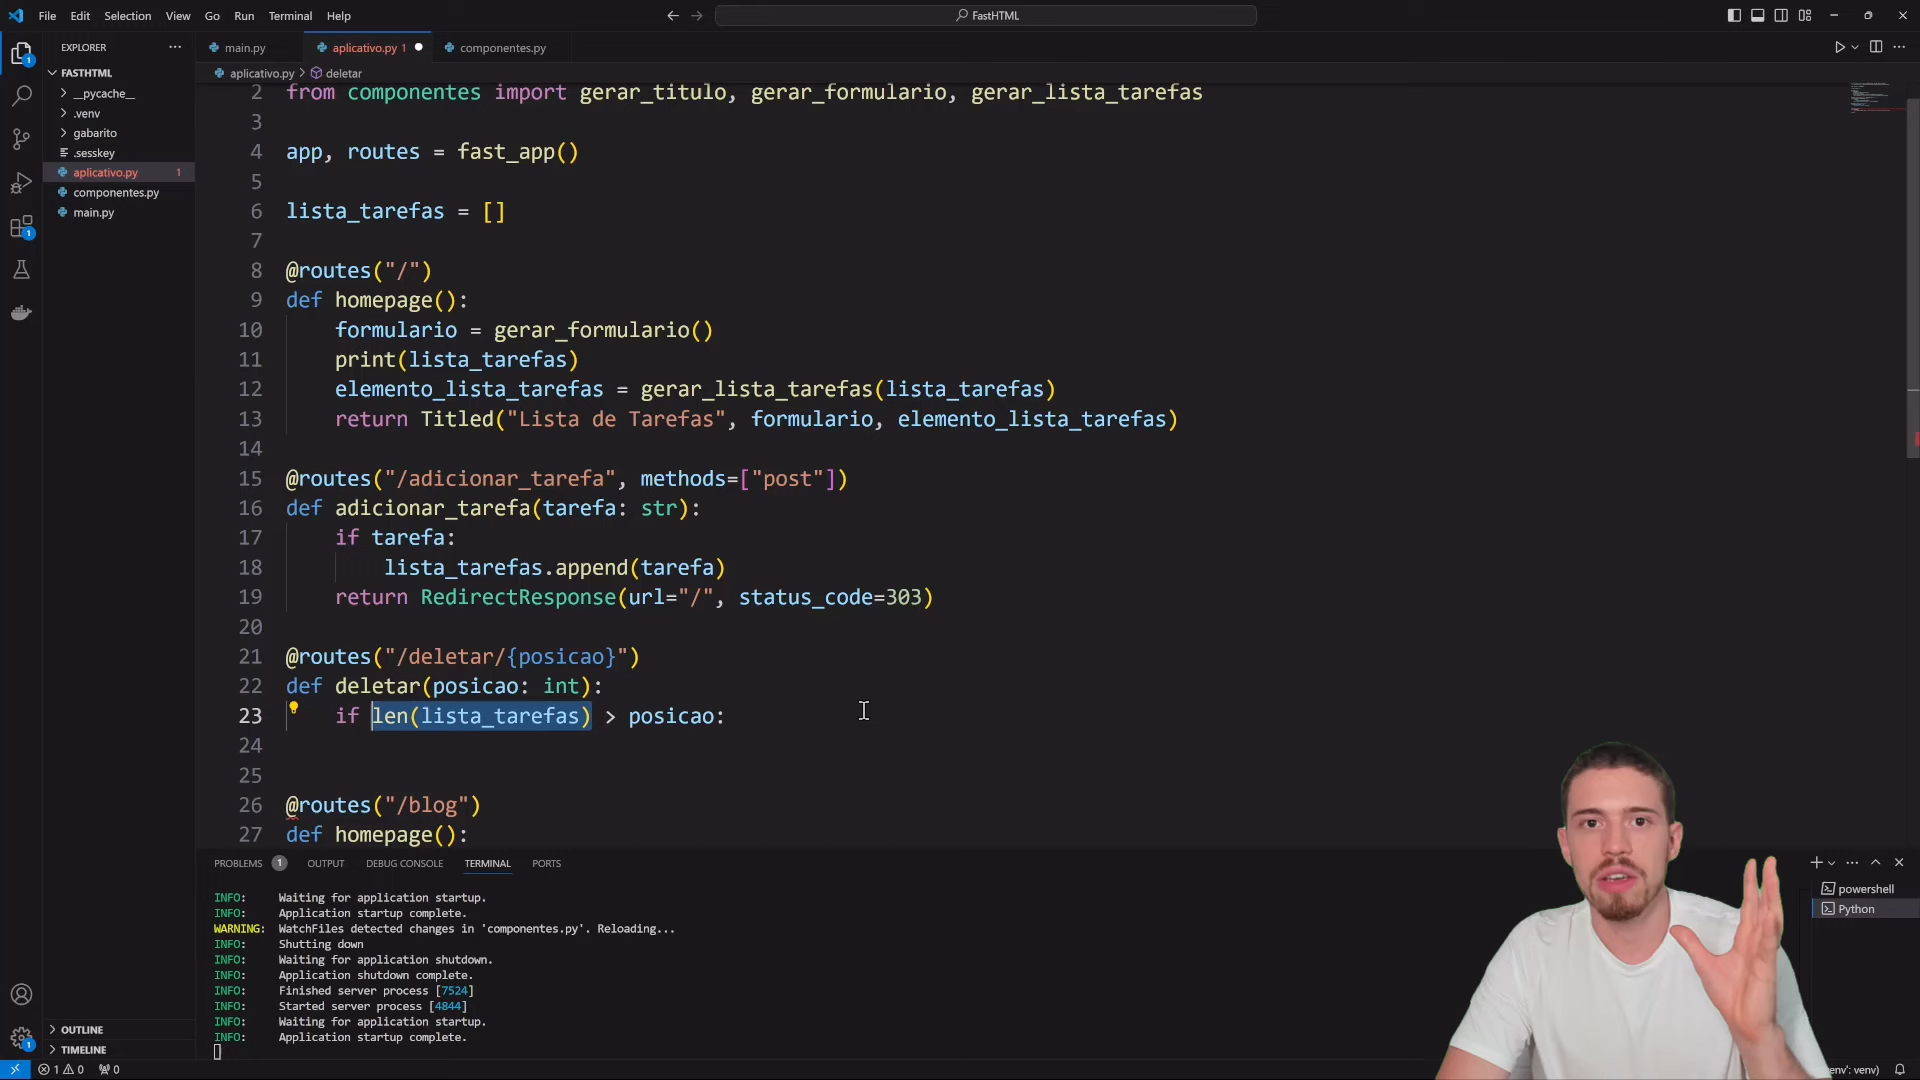 File Edit Selection View Go Run Terminal Help
FastHTML
EXPLORER
main.py
aplicativo.py 1
componentes.py
FASTHTML
aplicativo.py > deletar
__pycache__
.venv
gabarito
.sesskey
aplicativo.py 1
componentes.py
main.py
2 from componentes import gerar_titulo, gerar_formulario, gerar_lista_tarefas
3
4 app, routes = fast_app()
5
6 lista_tarefas = []
7
8 @routes("/")
9 def homepage():
10 formulario = gerar_formulario()
11 print(lista_tarefas)
12 elemento_lista_tarefas = gerar_lista_tarefas(lista_tarefas)
13 return Titled("Lista de Tarefas", formulario, elemento_lista_tarefas)
14
15 @routes("/adicionar_tarefa", methods=["post"])
16 def adicionar_tarefa(tarefa: str):
17 if tarefa:
18 lista_tarefas.append(tarefa)
19 return RedirectResponse(url="/", status_code=303)
20
21 @routes("/deletar/{posicao}")
22 def deletar(posicao: int):
23 if len(lista_tarefas) > posicao:
24
25
26 @routes("/blog")
27 def homepage():
PROBLEMS 1 OUTPUT DEBUG CONSOLE TERMINAL PORTS
INFO: Waiting for application startup.
INFO: Application startup complete.
WARNING: WatchFiles detected changes in 'componentes.py'. Reloading...
INFO: Shutting down
INFO: Waiting for application shutdown.
INFO: Application shutdown complete.
INFO: Finished server process [7524]
INFO: Started server process [4844]
INFO: Waiting for application startup.
INFO: Application startup complete.
powershell
Python
OUTLINE
TIMELINE
1 0 0
env': venv)